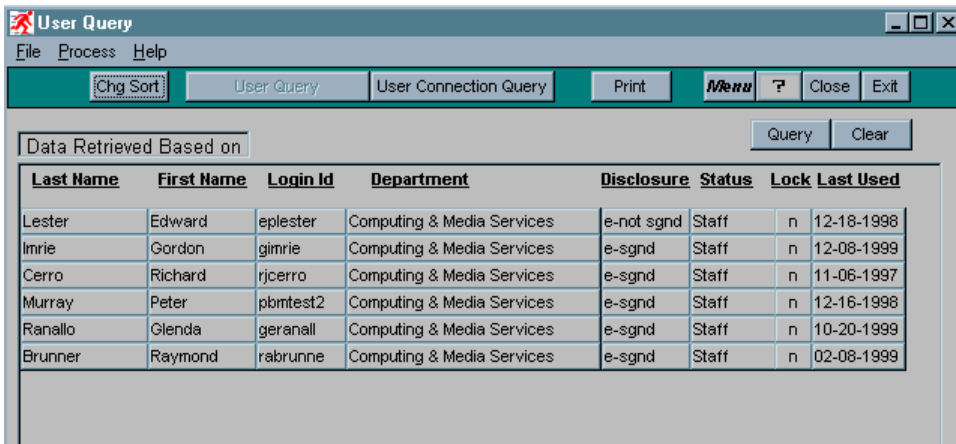 User Query
File Process Help
Chg Sort User Query User Connection Query Print Menu ? Close Exit
Query Clear
Data Retrieved Based on
Last Name First Name Login Id Department Disclosure Status Lock Last Used
Lester Edward eplester Computing & Media Services e-not sgnd Staff n 12-18-1998
Imrie Gordon gimrie Computing & Media Services e-sgnd Staff n 12-08-1999
Cerro Richard rjcerro Computing & Media Services e-sgnd Staff n 11-06-1997
Murray Peter pbmtest2 Computing & Media Services e-sgnd Staff n 12-16-1998
Ranallo Glenda geranall Computing & Media Services e-sgnd Staff n 10-20-1999
Brunner Raymond rabrunne Computing & Media Services e-sgnd Staff n 02-08-1999